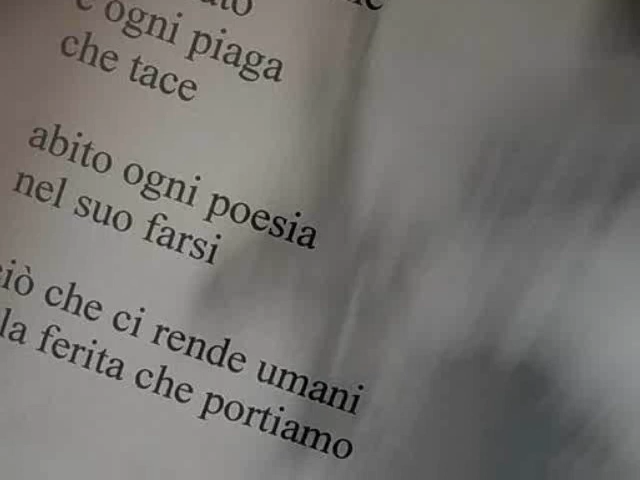 e ogni piaga
che tace
abito ogni poesia
nel suo farsi
ciò che ci rende umani
la ferita che portiamo